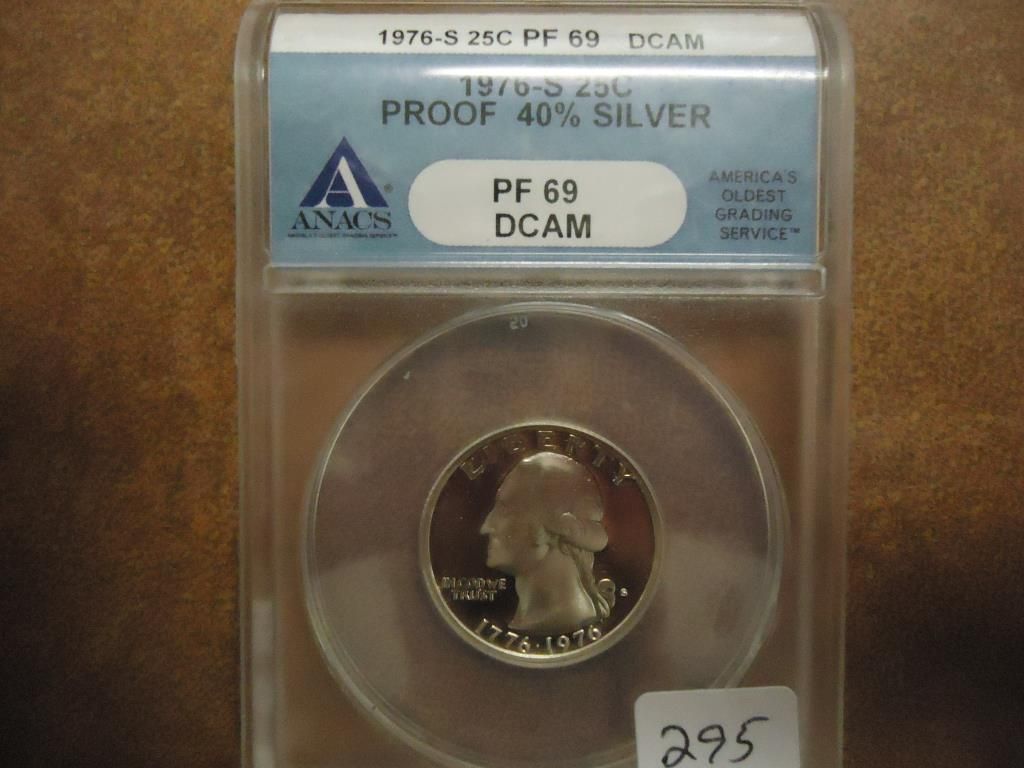 1976-S 25C PF 69 DCAM
1976-S 25C
PROOF 40% SILVER
PF 69
DCAM
ANACS
AMERICA'S
OLDEST
GRADING
SERVICE™
20
LIBERTY
IN GOD WE
TRUST
S
1776·1976
295